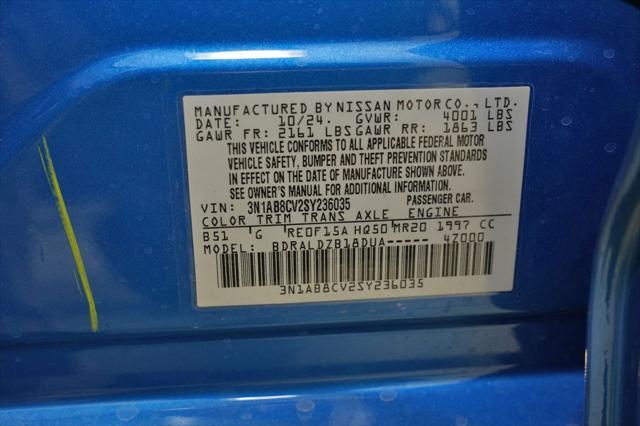 MANUFACTURED BY NISSAN MOTOR CO., LTD.
DATE: 10/24. GVWR: 4001 LBS
GAWR FR: 2161 LBS GAWR RR: 1863 LBS
THIS VEHICLE CONFORMS TO ALL APPLICABLE FEDERAL MOTOR
VEHICLE SAFETY, BUMPER AND THEFT PREVENTION STANDARDS
IN EFFECT ON THE DATE OF MANUFACTURE SHOWN ABOVE.
SEE OWNER'S MANUAL FOR ADDITIONAL INFORMATION
VIN: 3N1AB8CV2SY236035 PASSENGER CAR.
COLOR TRIM TRANS AXLE ENGINE
B51 G RE0F15A HQ50 MR20 1997 CC
MODEL: BDRALDZB18DUA----- 47000
3N1AB8CV2SY236035